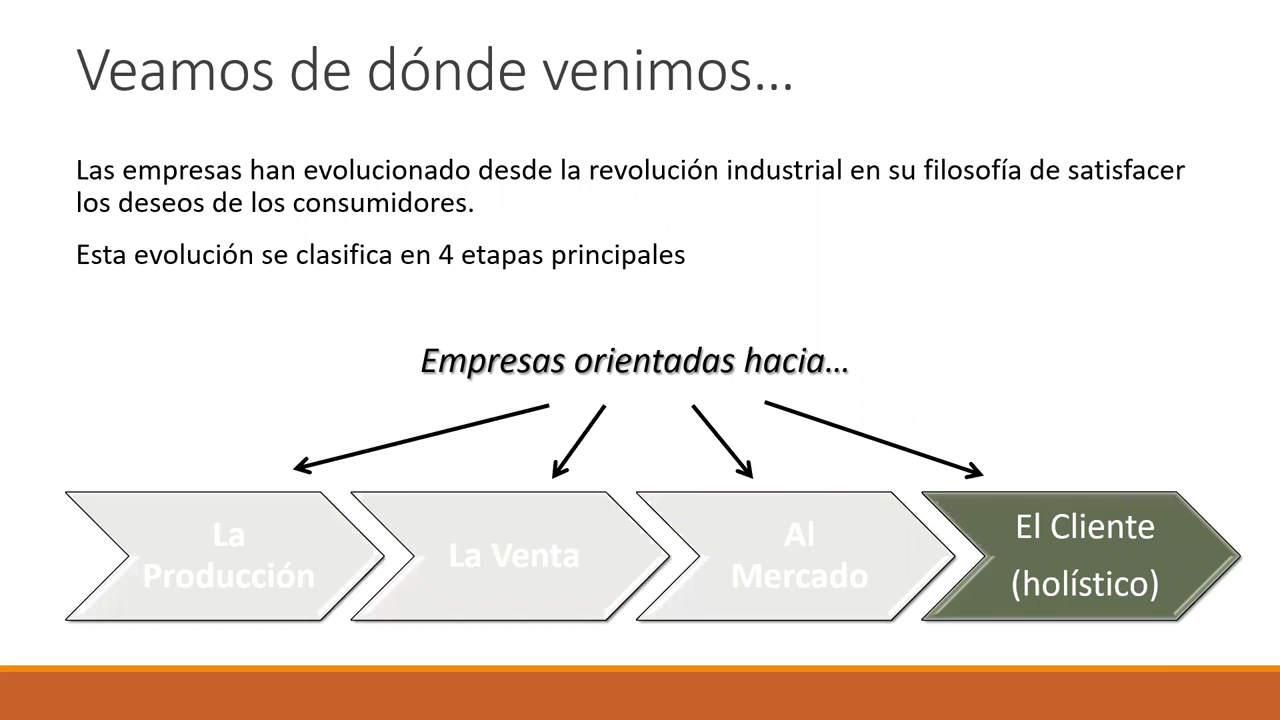 Veamos de dónde venimos...
Las empresas han evolucionado desde la revolución industrial en su filosofía de satisfacer
los deseos de los consumidores.
Esta evolución se clasifica en 4 etapas principales
Empresas orientadas hacia...
La
Producción
La Venta
Al
Mercado
El Cliente
(holístico)